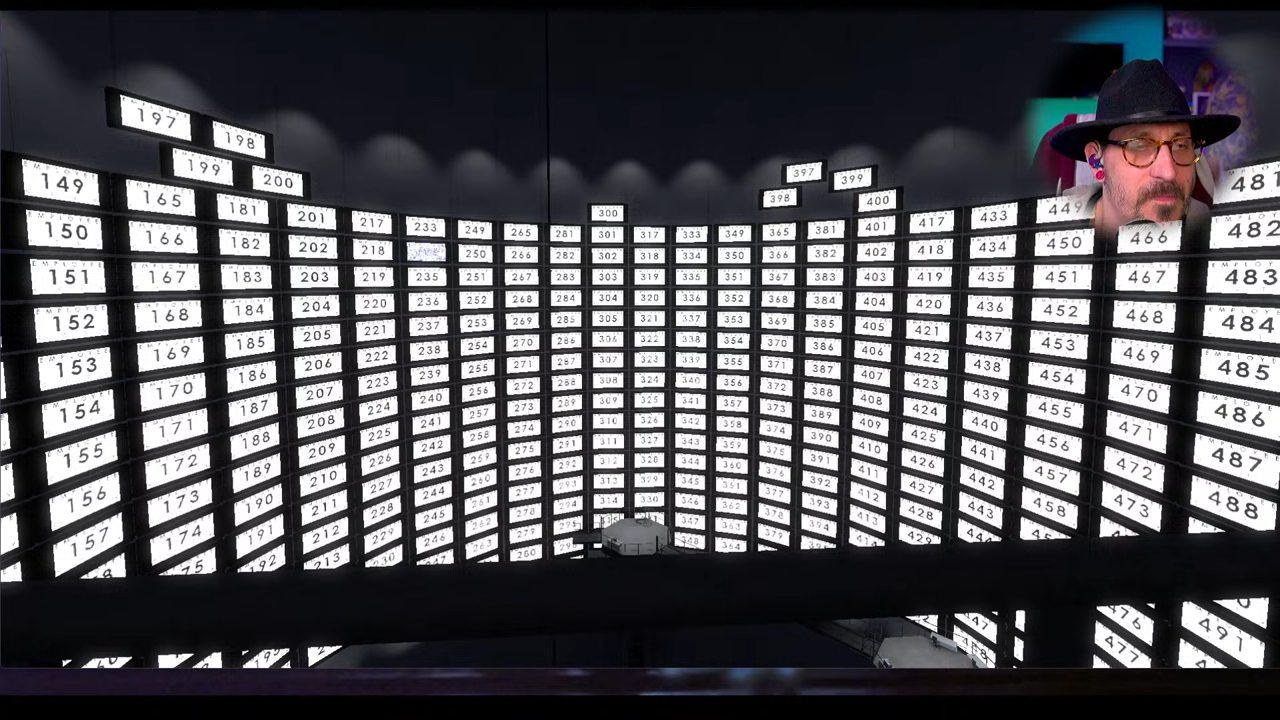 197 198
199 200 300 397 399
398 400
149 165 181 201 217 233 249 265 281 301 317 333 349 365 381 401 417 433 449 481
150 166 182 202 218 250 266 282 302 318 334 350 366 382 402 418 434 450 466 482
151 167 183 203 219 235 251 267 283 303 319 335 351 367 383 403 419 435 451 467 483
152 168 184 204 220 236 252 268 284 304 320 336 352 368 384 404 420 436 452 468 484
153 169 185 205 221 237 253 269 285 305 321 337 353 369 385 405 421 437 453 469 485
154 170 186 206 222 238 254 270 286 306 322 338 354 370 386 406 422 438 454 470 486
155 171 187 207 223 239 255 271 287 307 323 339 355 371 387 407 423 439 455 471 487
156 172 188 208 224 240 256 272 288 308 324 340 356 372 388 408 424 440 456 472 488
157 173 189 209 225 241 257 273 289 309 325 341 357 373 389 409 425 441 457 473
174 190 210 226 242 258 274 290 310 326 342 358 374 390 410 426 442 458
191 211 227 243 259 275 291 311 327 343 359 375 391 411 427 443
212 228 244 260 276 292 312 328 344 360 376 392 412 428
229 245 261 277 293 313 329 345 361 377 393
246 262 278 294 314 330 346 362 378 394
263 279 347 363 379
280 348 364
476 491
477